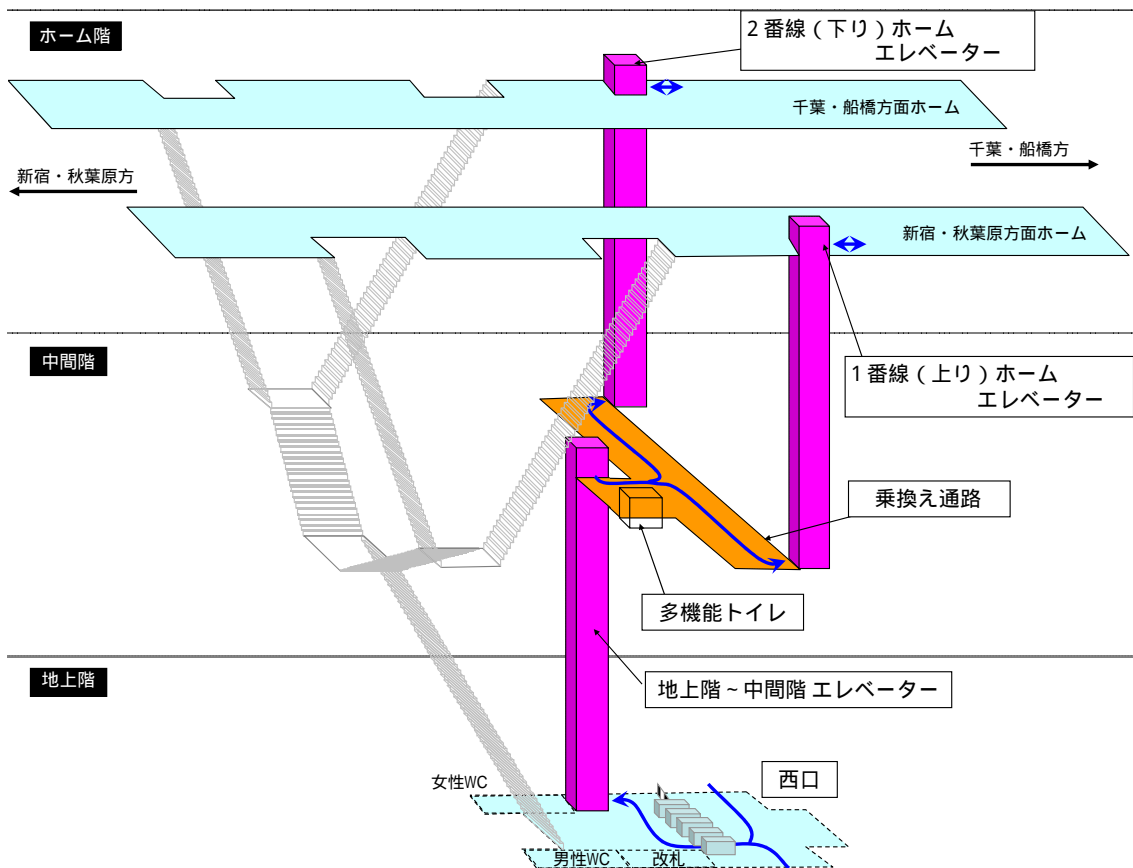 ホーム階
2番線(下り)ホーム
エレベーター
千葉・船橋方面ホーム
千葉・船橋方
新宿・秋葉原方
新宿・秋葉原方面ホーム
中間階
1番線(上り)ホーム
エレベーター
乗換え通路
多機能トイレ
地上階
地上階~中間階 エレベーター
西口
女性WC
男性WC
改札